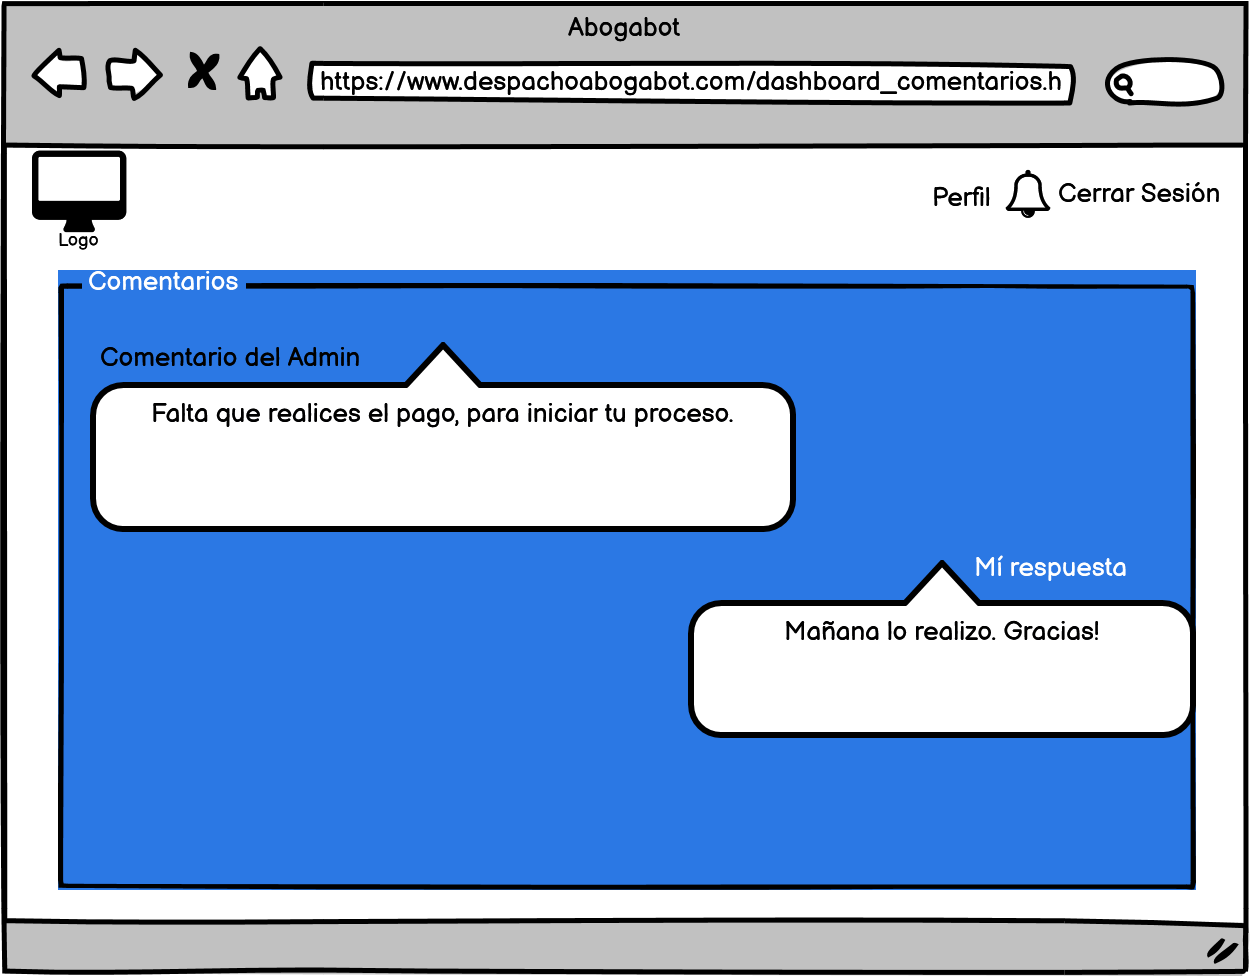 Abogabot
https://www.despachoabogabot.com/dashboard_comentarios.h
Perfil
Cerrar Sesión
Logo
Comentarios
Comentario del Admin
Falta que realices el pago, para iniciar tu proceso.
Mí respuesta
Mañana lo realizo. Gracias!